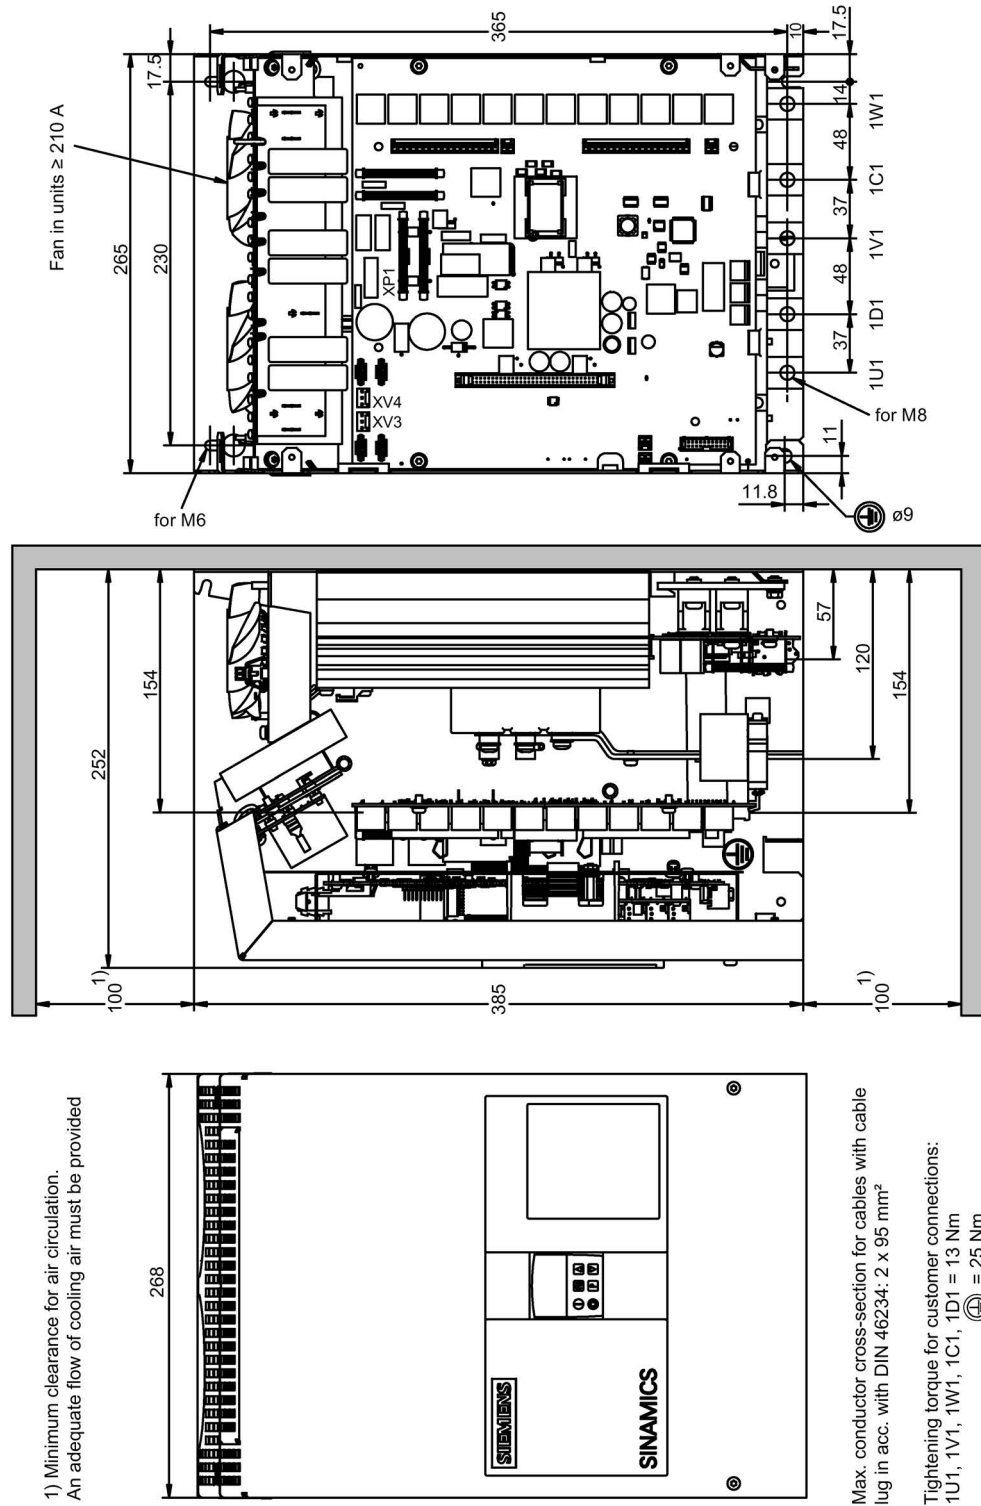 1) Minimum clearance for air circulation.
An adequate flow of cooling air must be provided
268
SIEMENS
SINAMICS
Max. conductor cross-section for cables with cable
lug in acc. with DIN 46234: 2 x 95 mm²
Tightening torque for customer connections:
1U1, 1V1, 1W1, 1C1, 1D1 = 13 Nm
= 25 Nm
100 1)
385
100 1)
252
154
57
120
154
for M6
Fan in units ≥ 210 A
265
230
17.5
365
10
17.5
14
48
37
48
37
11
11.8
1W1
1C1
1V1
1D1
1U1
for M8
ø9
XP1
XV4
XV3